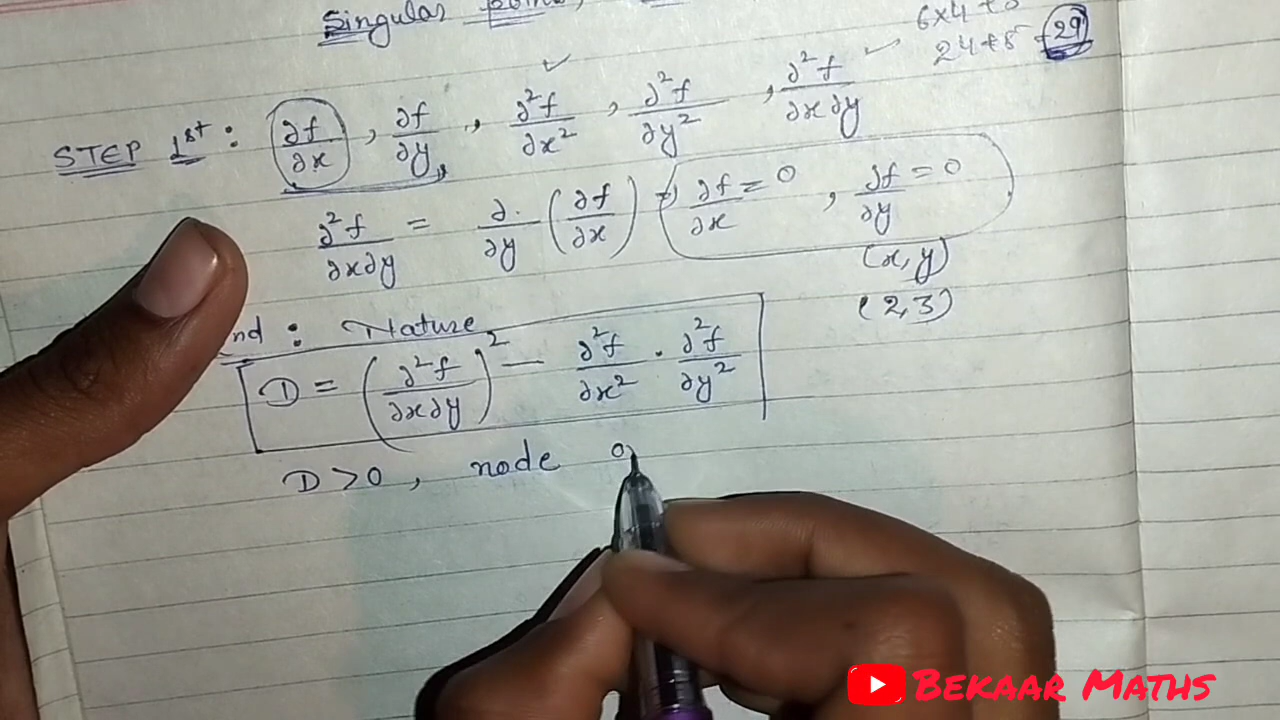 Singular Point,
6x4+5
24+5 = 29
STEP 1st : ∂f/∂x , ∂f/∂y , ∂²f/∂x² , ∂²f/∂y² , ∂²f/∂x∂y
∂²f/∂x∂y = ∂/∂y (∂f/∂x) ⇒ ∂f/∂x = 0 , ∂f/∂y = 0
(x, y)
(2, 3)
nd : Nature
D = (∂²f/∂x∂y)² - ∂²f/∂x² . ∂²f/∂y²
D > 0 , node
BEKAAR MATHS